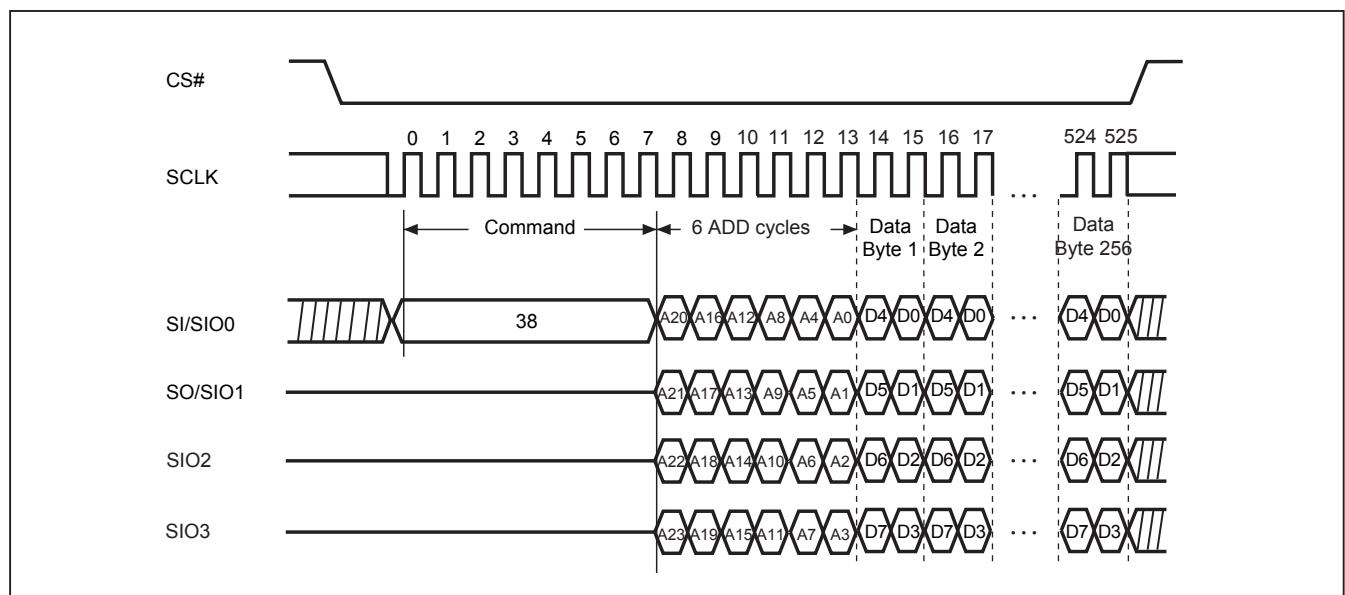 CS#
0 1 2 3 4 5 6 7 8 9 10 11 12 13 14 15 16 17 524 525
SCLK
...
Command 6 ADD cycles Data Data Data
Byte 1 Byte 2 Byte 256
SI/SIO0 38 A20 A16 A12 A8 A4 A0 D4 D0 D4 D0 ... D4 D0
SO/SIO1 A21 A17 A13 A9 A5 A1 D5 D1 D5 D1 ... D5 D1
SIO2 A22 A18 A14 A10 A6 A2 D6 D2 D6 D2 ... D6 D2
SIO3 A23 A19 A15 A11 A7 A3 D7 D3 D7 D3 ... D7 D3